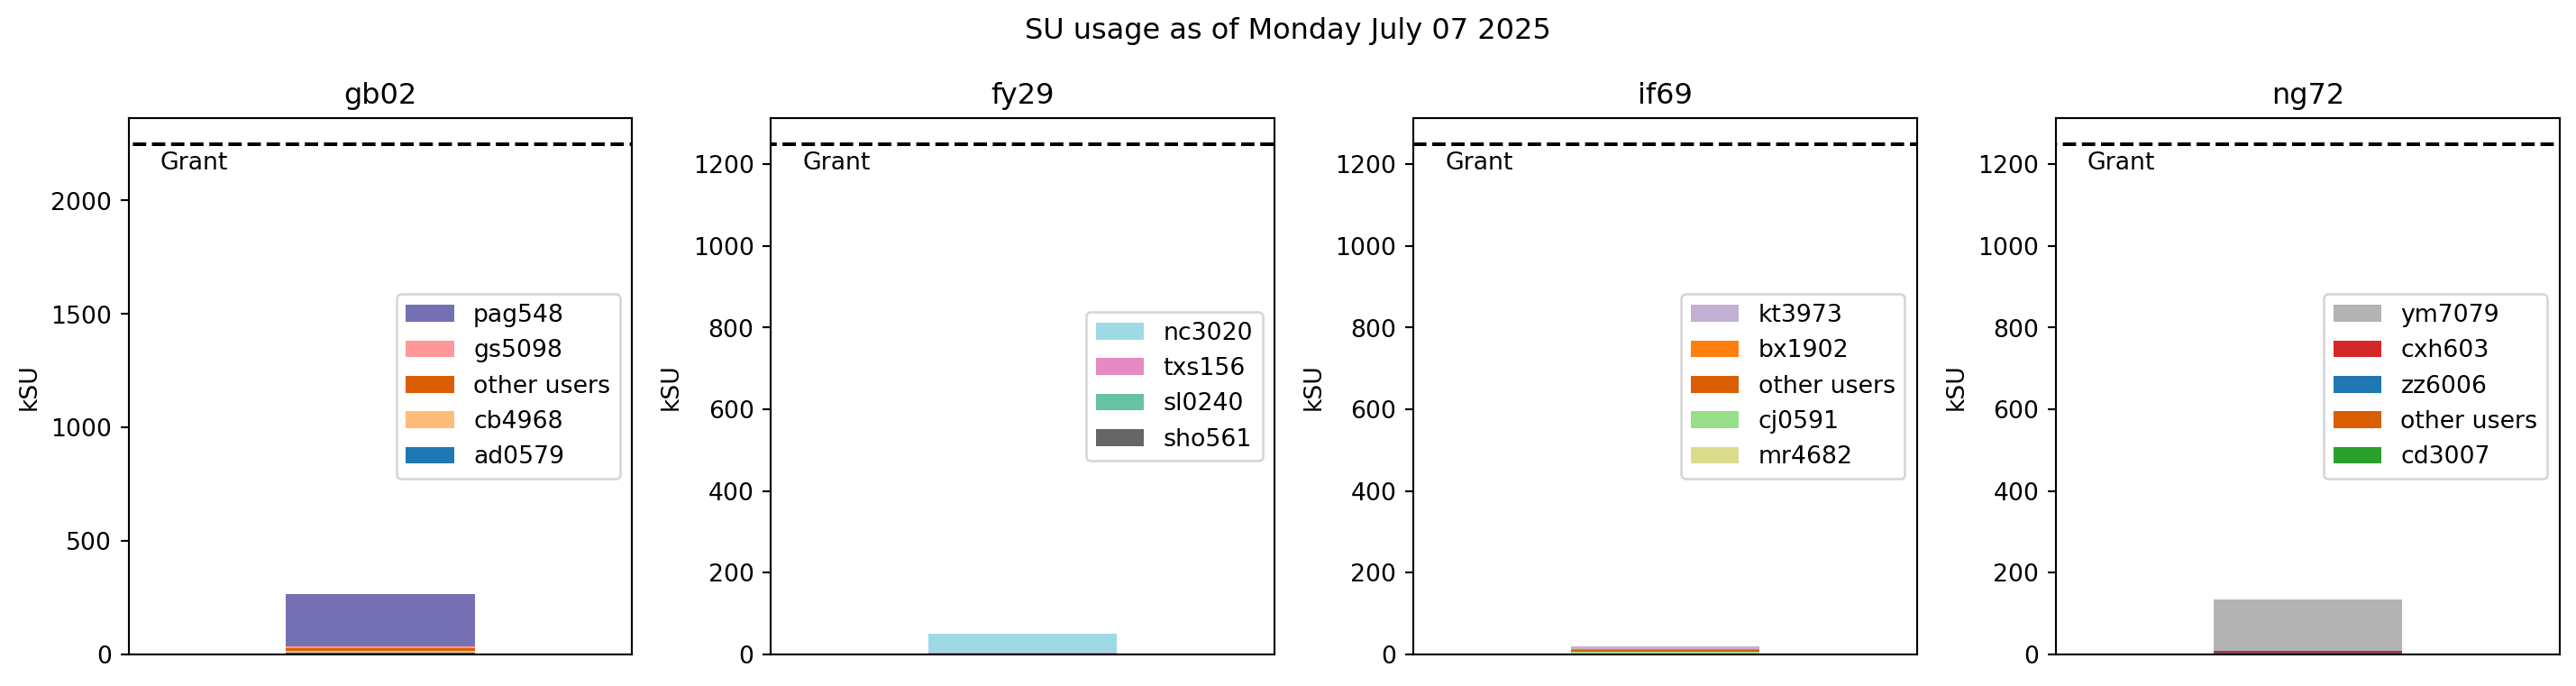 SU usage as of Monday July 07 2025
gb02
kSU
2000
1500
1000
500
0
Grant
pag548
gs5098
other users
cb4968
ad0579
fy29
kSU
1200
1000
800
600
400
200
0
Grant
nc3020
txs156
sl0240
sho561
if69
kSU
1200
1000
800
600
400
200
0
Grant
kt3973
bx1902
other users
cj0591
mr4682
ng72
kSU
1200
1000
800
600
400
200
0
Grant
ym7079
cxh603
zz6006
other users
cd3007